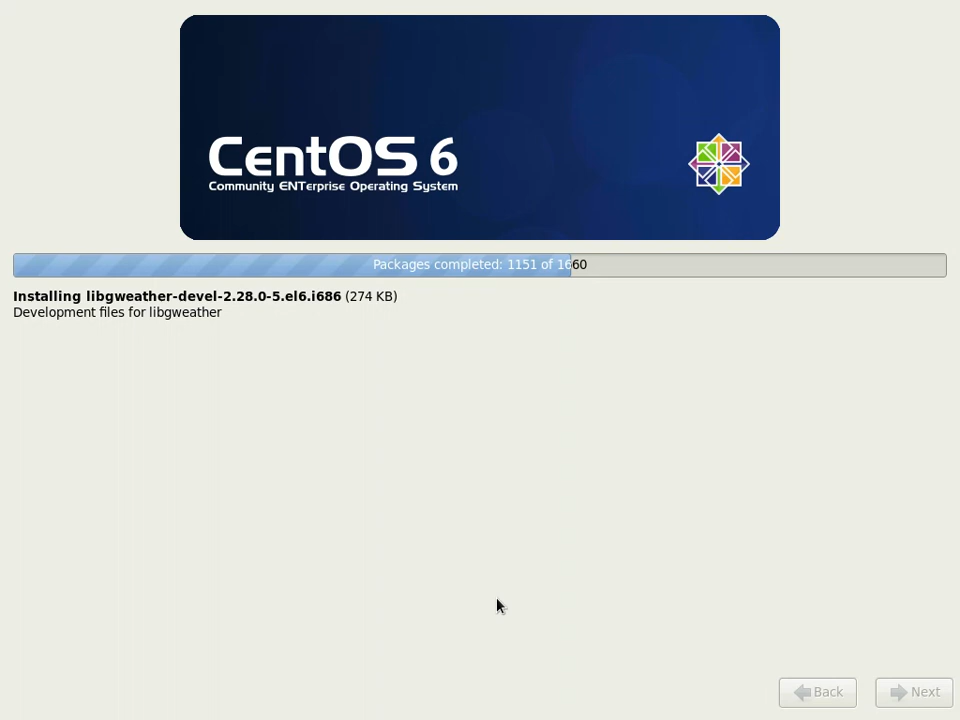 CentOS 6
Community ENTerprise Operating System
Packages completed: 1151 of 1660
Installing libgweather-devel-2.28.0-5.el6.i686 (274 KB)
Development files for libgweather
Back
Next